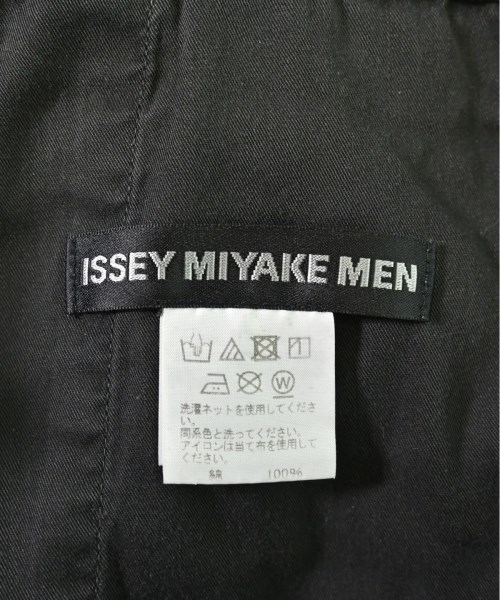 ISSEY MIYAKE MEN
W
洗濯ネットを使用してくださ
い。
同系色と洗ってください。
アイロンは当て布を使用して
ください。
綿 100%